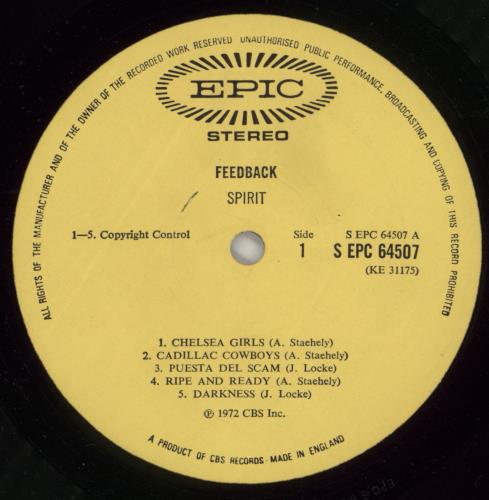 ALL RIGHTS OF THE MANUFACTURER AND OF THE OWNER OF THE RECORDED WORK RESERVED UNAUTHORISED PUBLIC PERFORMANCE, BROADCASTING AND COPYING OF THIS RECORD PROHIBITED
EPIC
STEREO
FEEDBACK
SPIRIT
1—5. Copyright Control
Side
1
S EPC 64507 A
S EPC 64507
(KE 31175)
1. CHELSEA GIRLS (A. Staehely)
2. CADILLAC COWBOYS (A. Staehely)
3. PUESTA DEL SCAM (J. Locke)
4. RIPE AND READY (A. Staehely)
5. DARKNESS (J. Locke)
℗ 1972 CBS Inc.
A PRODUCT OF CBS RECORDS · MADE IN ENGLAND